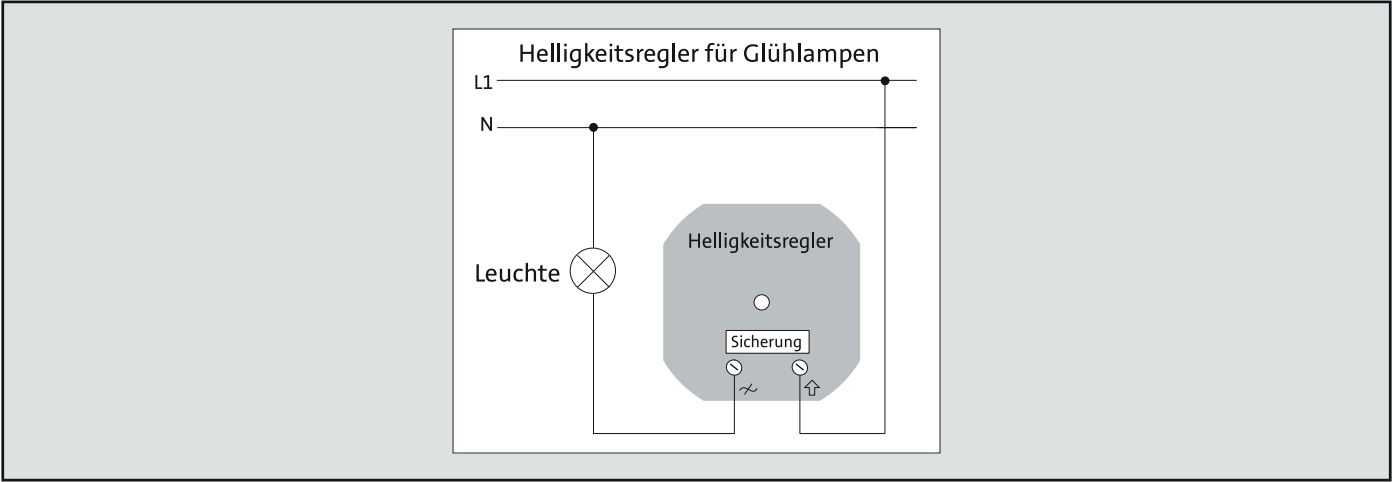 Helligkeitsregler für Glühlampen
L1
N
Helligkeitsregler
Leuchte
Sicherung